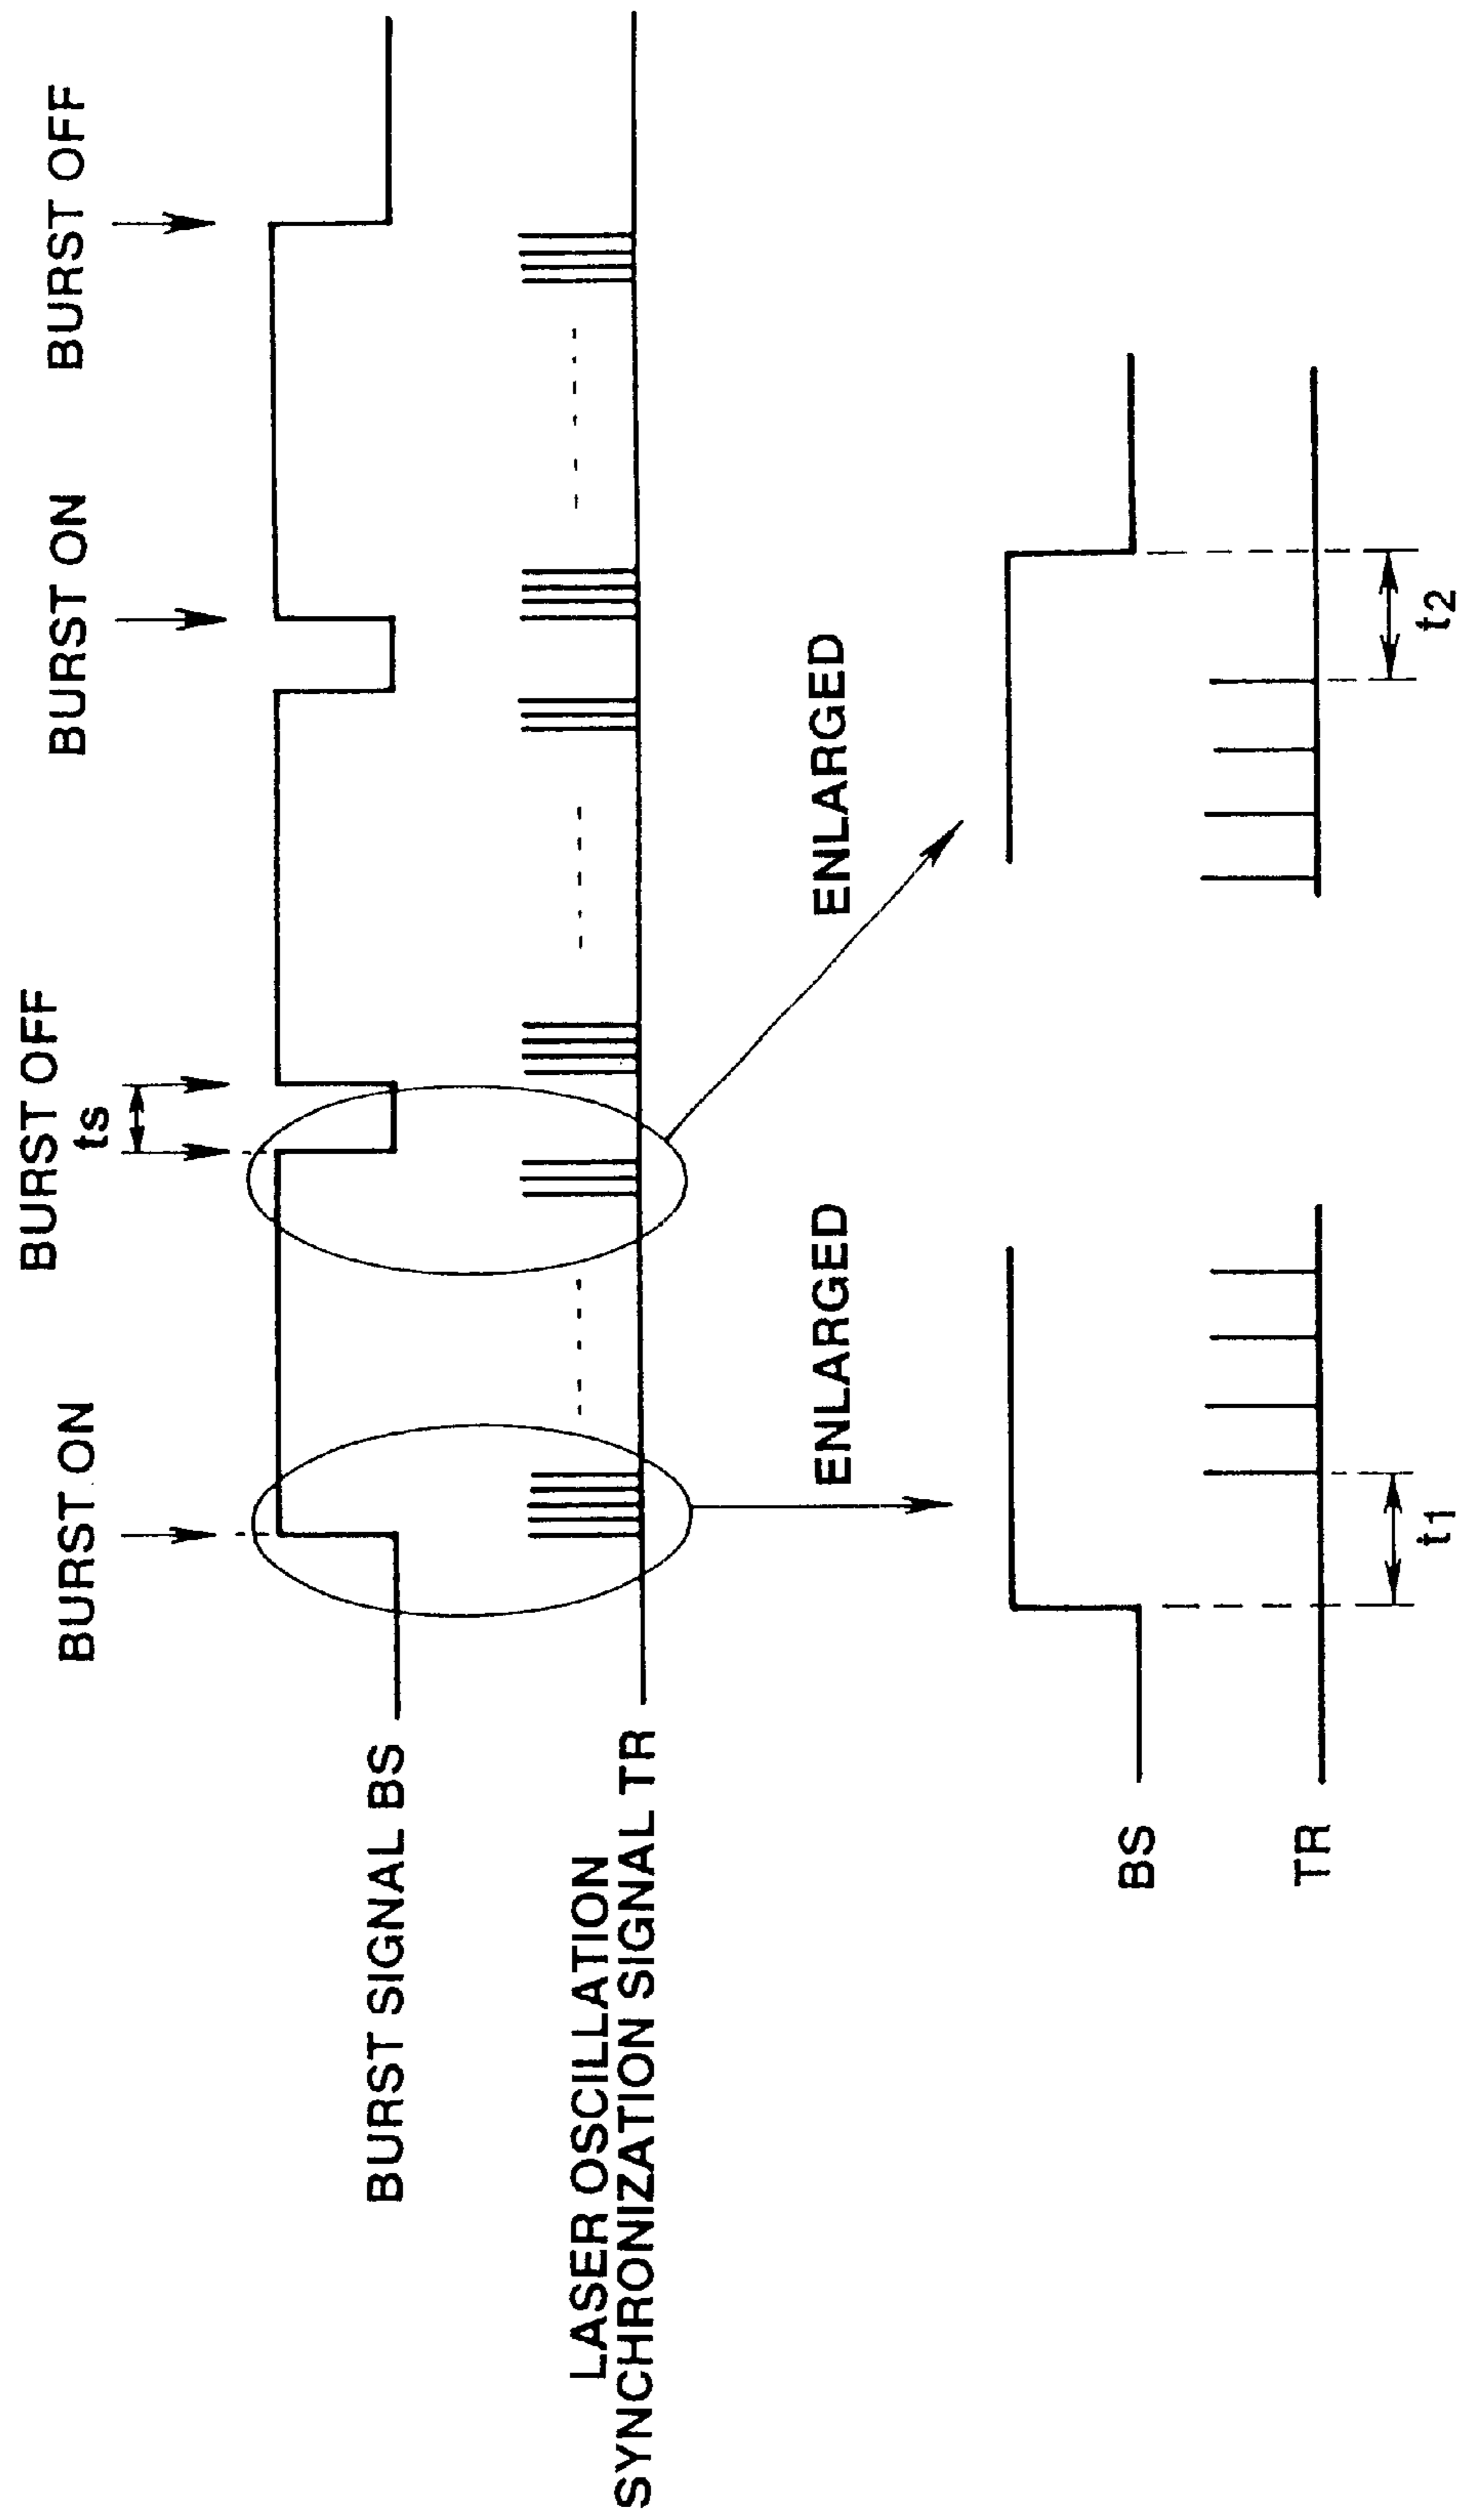 BURST ON
BURST OFF
ts
BURST ON
BURST OFF
BURST SIGNAL BS
LASER OSCILLATION
SYNCHRONIZATION SIGNAL TR
ENLARGED
ENLARGED
BS
TR
t1
t2